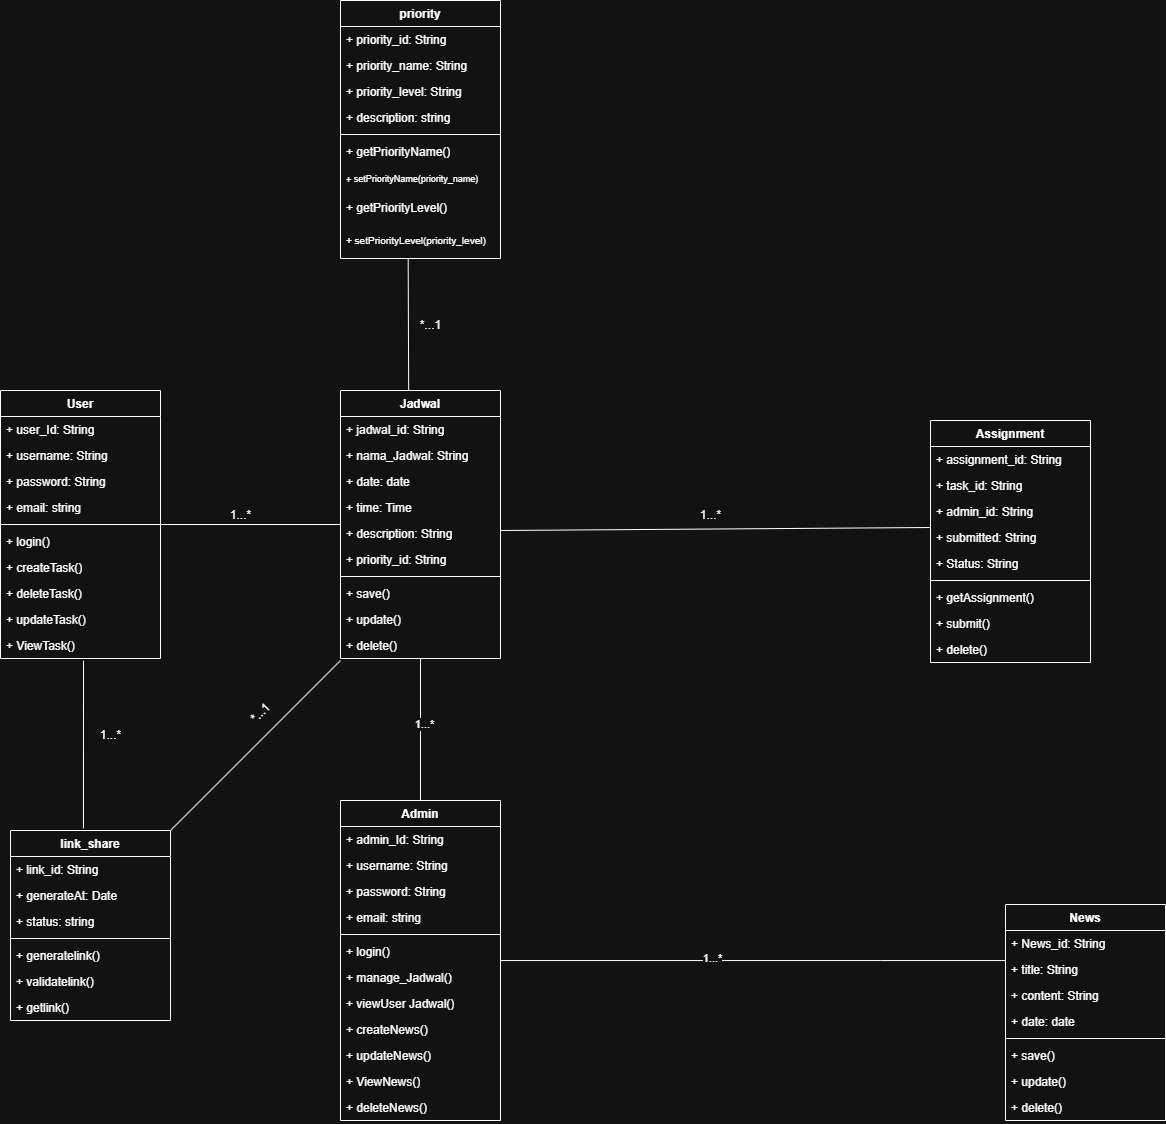 priority
+ priority_id: String
+ priority_name: String
+ priority_level: String
+ description: string
+ getPriorityName()
+ setPriorityName(priority_name)
+ getPriorityLevel()
+ setPriorityLevel(priority_level)
*...1
User
+ user_Id: String
+ username: String
+ password: String
+ email: string
+ login()
+ createTask()
+ deleteTask()
+ updateTask()
+ ViewTask()
1...*
Jadwal
+ jadwal_id: String
+ nama_Jadwal: String
+ date: date
+ time: Time
+ description: String
+ priority_id: String
+ save()
+ update()
+ delete()
1...*
Assignment
+ assignment_id: String
+ task_id: String
+ admin_id: String
+ submitted: String
+ Status: String
+ getAssignment()
+ submit()
+ delete()
1...*
*...1
1...*
link_share
+ link_id: String
+ generateAt: Date
+ status: string
+ generatelink()
+ validatelink()
+ getlink()
Admin
+ admin_Id: String
+ username: String
+ password: String
+ email: string
+ login()
+ manage_Jadwal()
+ viewUser Jadwal()
+ createNews()
+ updateNews()
+ ViewNews()
+ deleteNews()
1...*
News
+ News_id: String
+ title: String
+ content: String
+ date: date
+ save()
+ update()
+ delete()